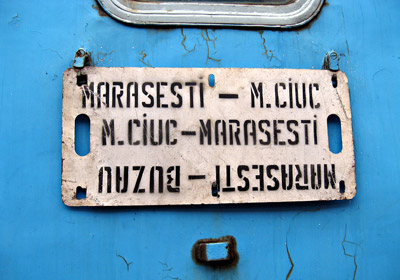 MARASESTI – M.CIUC
M.CIUC–MARASESTI
MARASESTI – BUZAU